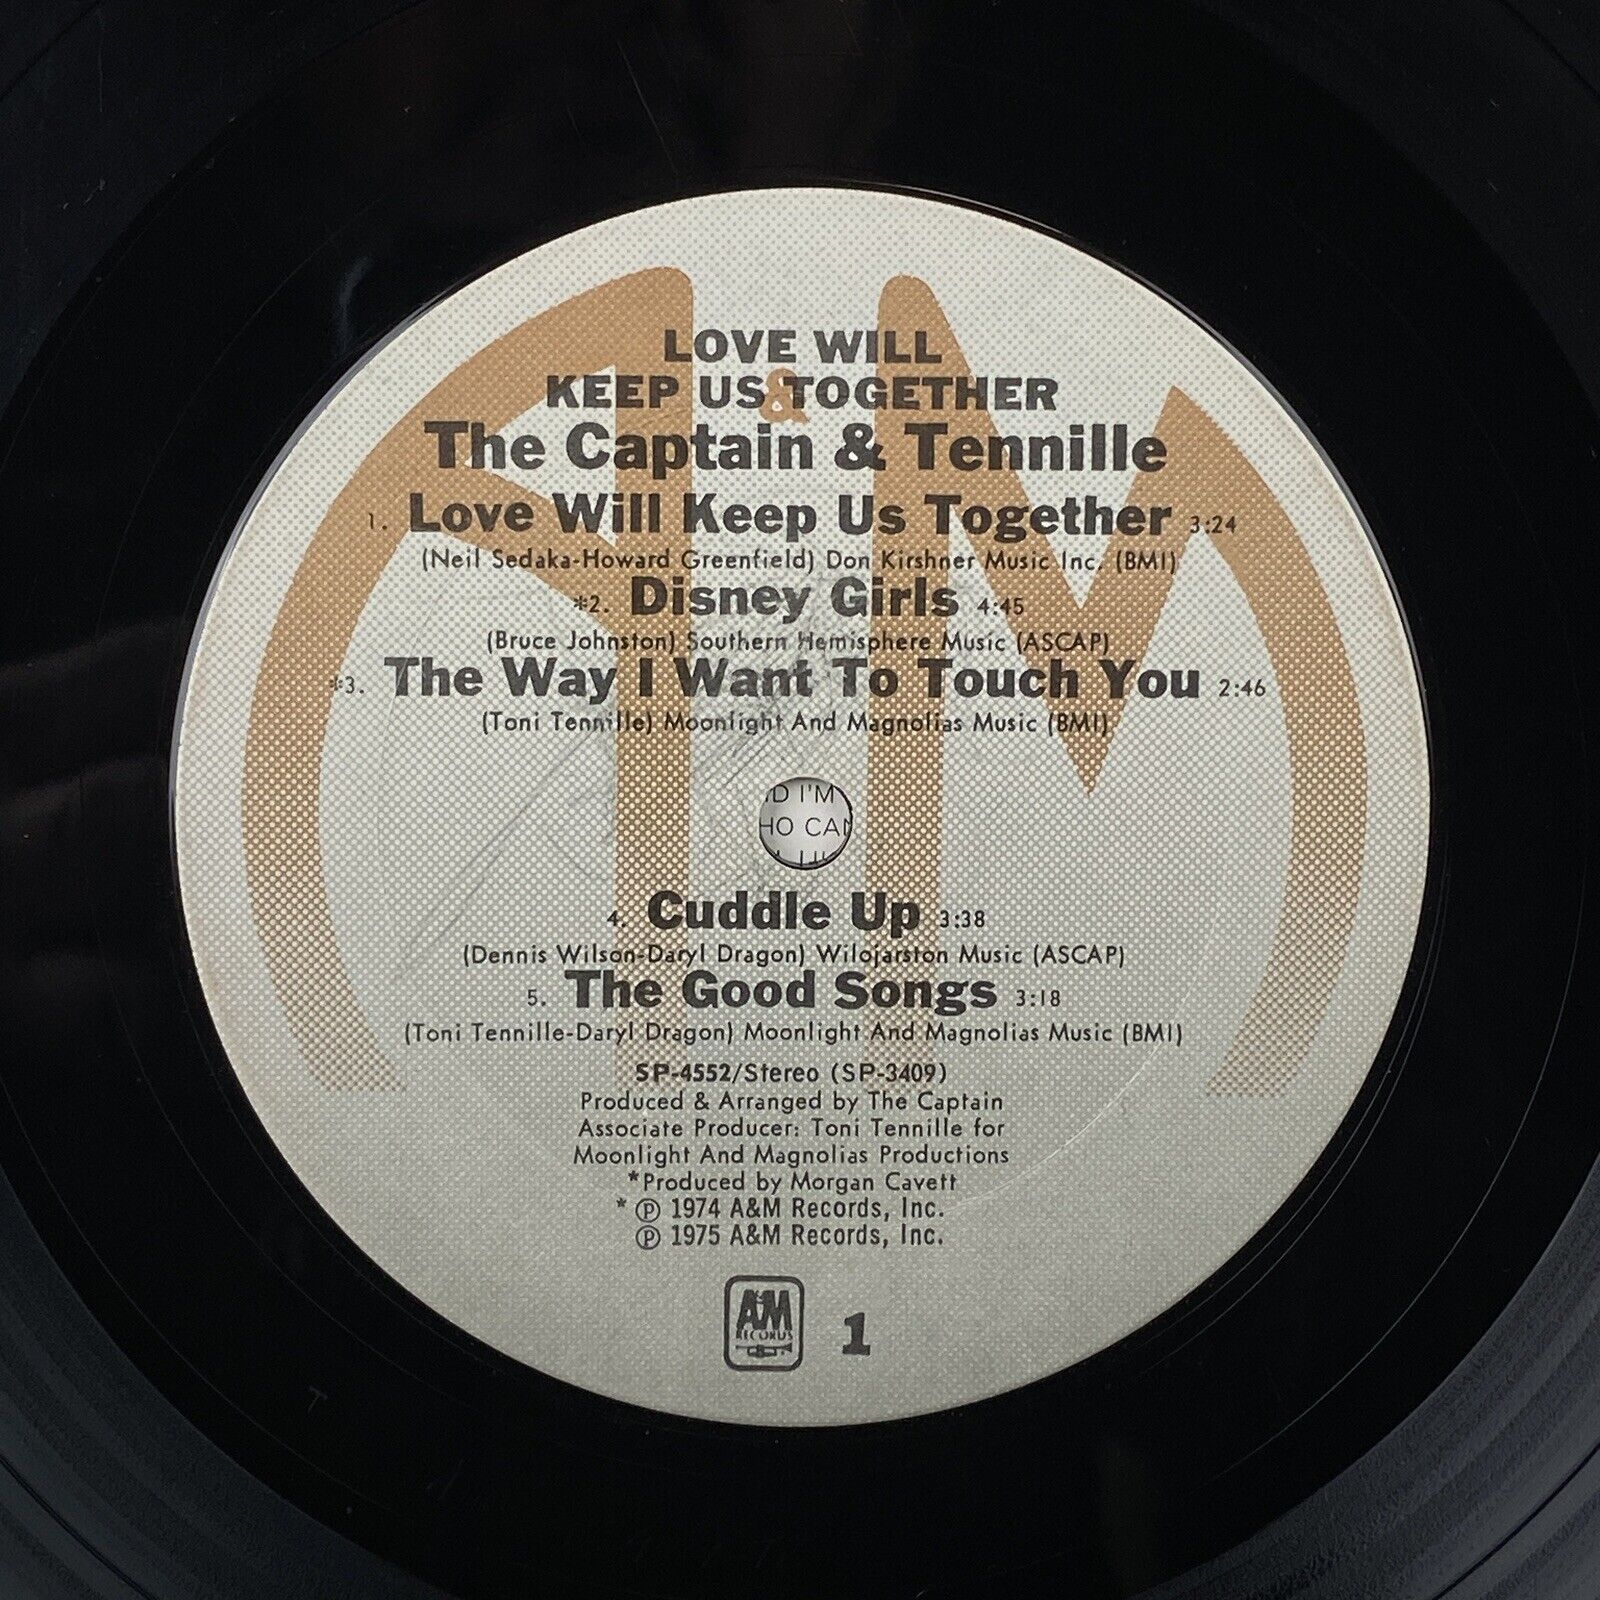 LOVE WILL
KEEP US & TOGETHER
The Captain & Tennille
1. Love Will Keep Us Together 3:24
(Neil Sedaka-Howard Greenfield) Don Kirshner Music Inc. (BMI)
*2. Disney Girls 4:45
(Bruce Johnston) Southern Hemisphere Music (ASCAP)
*3. The Way I Want To Touch You 2:46
(Toni Tennille) Moonlight And Magnolias Music (BMI)
D I'M
HO CAN
4. Cuddle Up 3:38
(Dennis Wilson-Daryl Dragon) Wilojarston Music (ASCAP)
5. The Good Songs 3:18
(Toni Tennille-Daryl Dragon) Moonlight And Magnolias Music (BMI)
SP-4552/Stereo (SP-3409)
Produced & Arranged by The Captain
Associate Producer: Toni Tennille for
Moonlight And Magnolias Productions
*Produced by Morgan Cavett
* ℗ 1974 A&M Records, Inc.
℗ 1975 A&M Records, Inc.
A&M
RECORDS
1